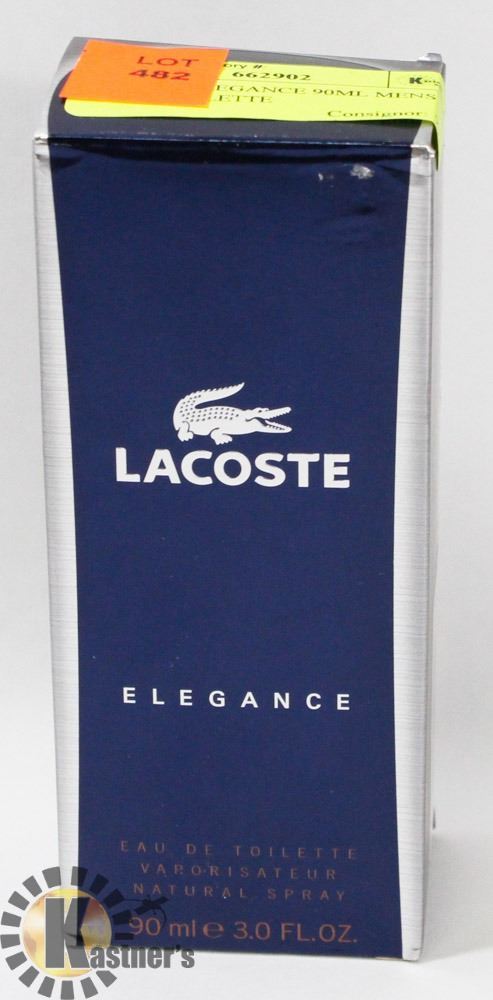 LOT
482
ory #
662902
EGANCE 90ML MENS
ETTE
Consignor
LACOSTE
ELEGANCE
EAU DE TOILETTE
VAPORISATEUR
NATURAL SPRAY
90 ml e 3.0 FL.OZ.
Kastner's